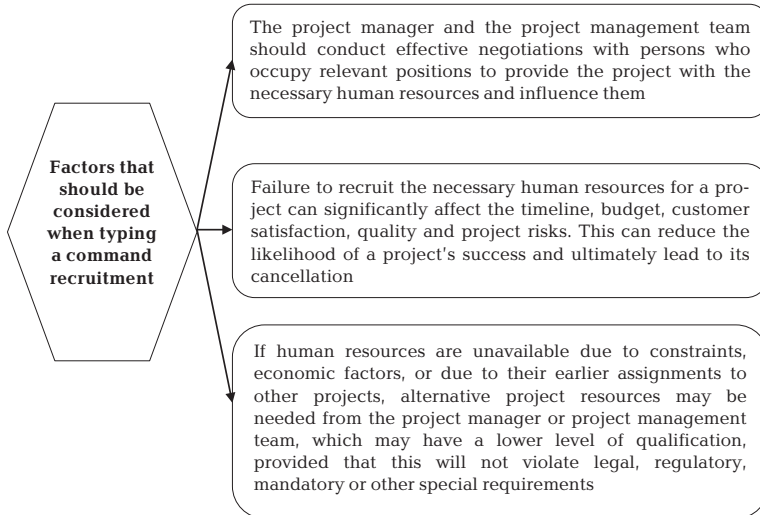 The project manager and the project management team
should conduct effective negotiations with persons who
occupy relevant positions to provide the project with the
necessary human resources and influence them
Factors that
should be
considered
when typing
a command
recruitment
Failure to recruit the necessary human resources for a pro-
ject can significantly affect the timeline, budget, customer
satisfaction, quality and project risks. This can reduce the
likelihood of a project's success and ultimately lead to its
cancellation
If human resources are unavailable due to constraints,
economic factors, or due to their earlier assignments to
other projects, alternative project resources may be
needed from the project manager or project management
team, which may have a lower level of qualification,
provided that this will not violate legal, regulatory,
mandatory or other special requirements